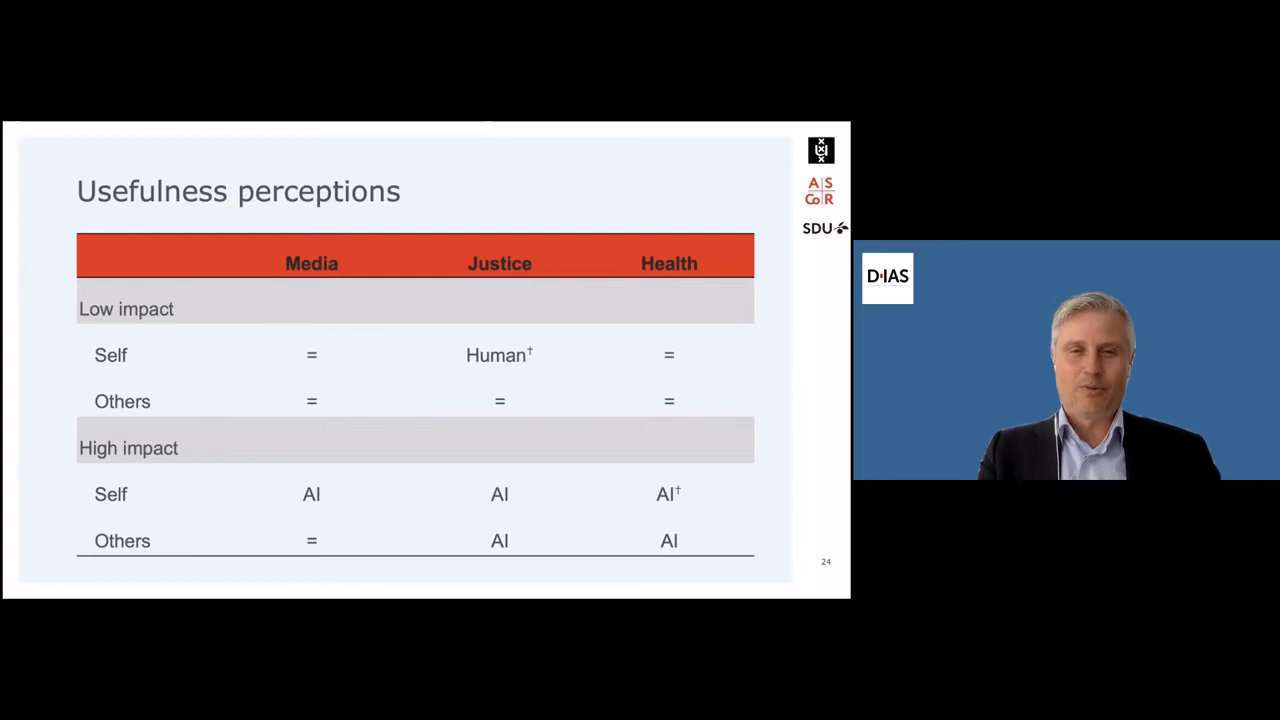 Usefulness perceptions
Media Justice Health
Low impact
Self = Human† =
Others = = =
High impact
Self AI AI AI†
Others = AI AI
24
A S
Co R
SDU
D·IAS